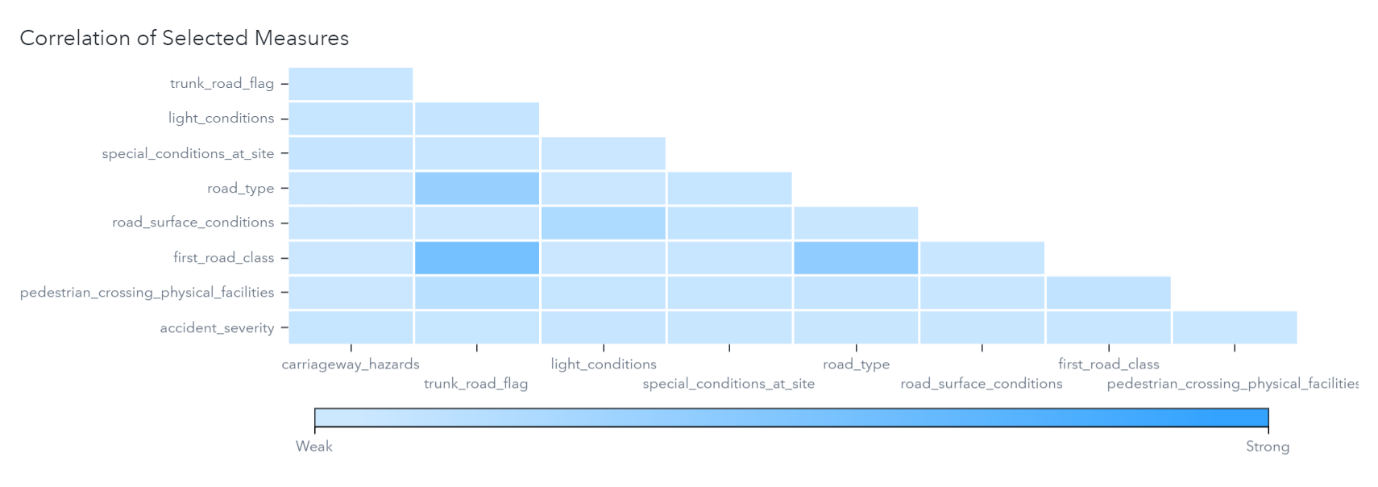 Correlation of Selected Measures
trunk_road_flag
light_conditions
special_conditions_at_site
road_type
road_surface_conditions
first_road_class
pedestrian_crossing_physical_facilities
accident_severity
carriageway_hazards
trunk_road_flag
light_conditions
special_conditions_at_site
road_type
road_surface_conditions
first_road_class
pedestrian_crossing_physical_facilities
Weak
Strong